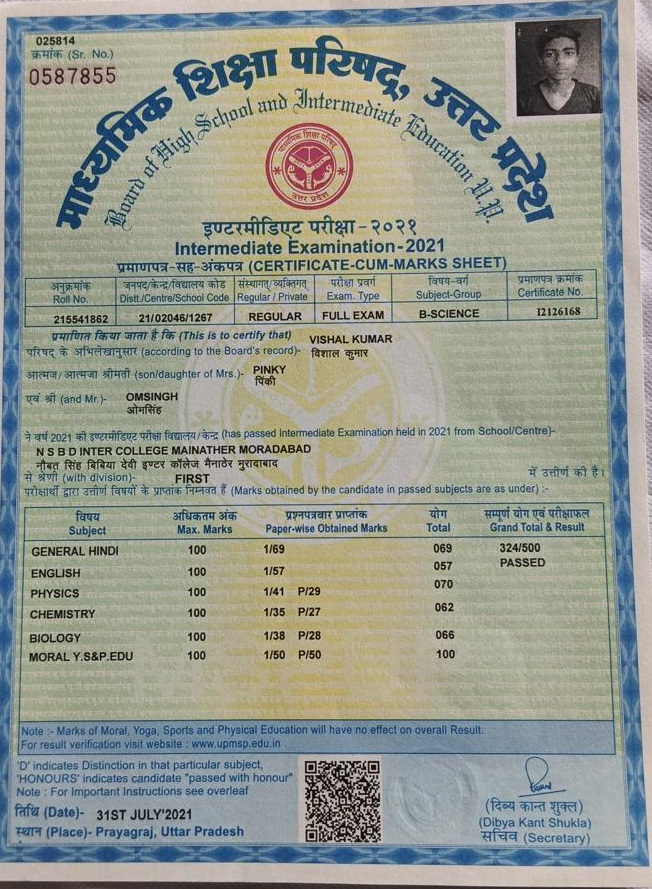 025814
क्रमांक (Sr. No.)
0587855
माध्यमिक शिक्षा परिषद्, उत्तर प्रदेश
Board of High School and Intermediate Education U.P.
माध्यमिक शिक्षा परिषद्
उत्तर प्रदेश
इण्टरमीडिएट परीक्षा - २०२१
Intermediate Examination - 2021
प्रमाणपत्र-सह-अंकपत्र (CERTIFICATE-CUM-MARKS SHEET)
अनुक्रमांक जनपद/केन्द्र/विद्यालय कोड संस्थागत/व्यक्तिगत् परीक्षा प्रवर्ग विषय-वर्ग प्रमाणपत्र क्रमांक
Roll No. Distt./Centre/School Code Regular / Private Exam. Type Subject-Group Certificate No.
215541862 21/02046/1267 REGULAR FULL EXAM B-SCIENCE 12126168
प्रमाणित किया जाता है कि (This is to certify that) VISHAL KUMAR
परिषद् के अभिलेखानुसार (according to the Board's record)- विशाल कुमार
आत्मज/आत्मजा श्रीमती (son/daughter of Mrs.)- PINKY
पिंकी
एवं श्री (and Mr.)- OMSINGH
ओमसिंह
ने वर्ष 2021 की इण्टरमीडिएट परीक्षा विद्यालय/केन्द्र (has passed Intermediate Examination held in 2021 from School/Centre)-
N S B D INTER COLLEGE MAINATHER MORADABAD
नौबत सिंह बिबिया देवी इण्टर कॉलेज मैनाठेर मुरादाबाद
से श्रेणी (with division)- FIRST में उत्तीर्ण की है।
परीक्षार्थी द्वारा उत्तीर्ण विषयों के प्राप्तांक निम्नवत हैं (Marks obtained by the candidate in passed subjects are as under) :-
विषय अधिकतम अंक प्रश्नपत्रवार प्राप्तांक योग सम्पूर्ण योग एवं परीक्षाफल
Subject Max. Marks Paper-wise Obtained Marks Total Grand Total & Result
GENERAL HINDI 100 1/69 069 324/500
ENGLISH 100 1/57 057 PASSED
PHYSICS 100 1/41 P/29 070
CHEMISTRY 100 1/35 P/27 062
BIOLOGY 100 1/38 P/28 066
MORAL Y.S&P.EDU 100 1/50 P/50 100
Note :- Marks of Moral, Yoga, Sports and Physical Education will have no effect on overall Result.
For result verification visit website : www.upmsp.edu.in
'D' indicates Distinction in that particular subject,
'HONOURS' indicates candidate "passed with honour"
Note : For Important Instructions see overleaf
तिथि (Date)- 31ST JULY'2021
स्थान (Place)- Prayagraj, Uttar Pradesh
(दिब्य कान्त शुक्ल)
(Dibya Kant Shukla)
सचिव (Secretary)